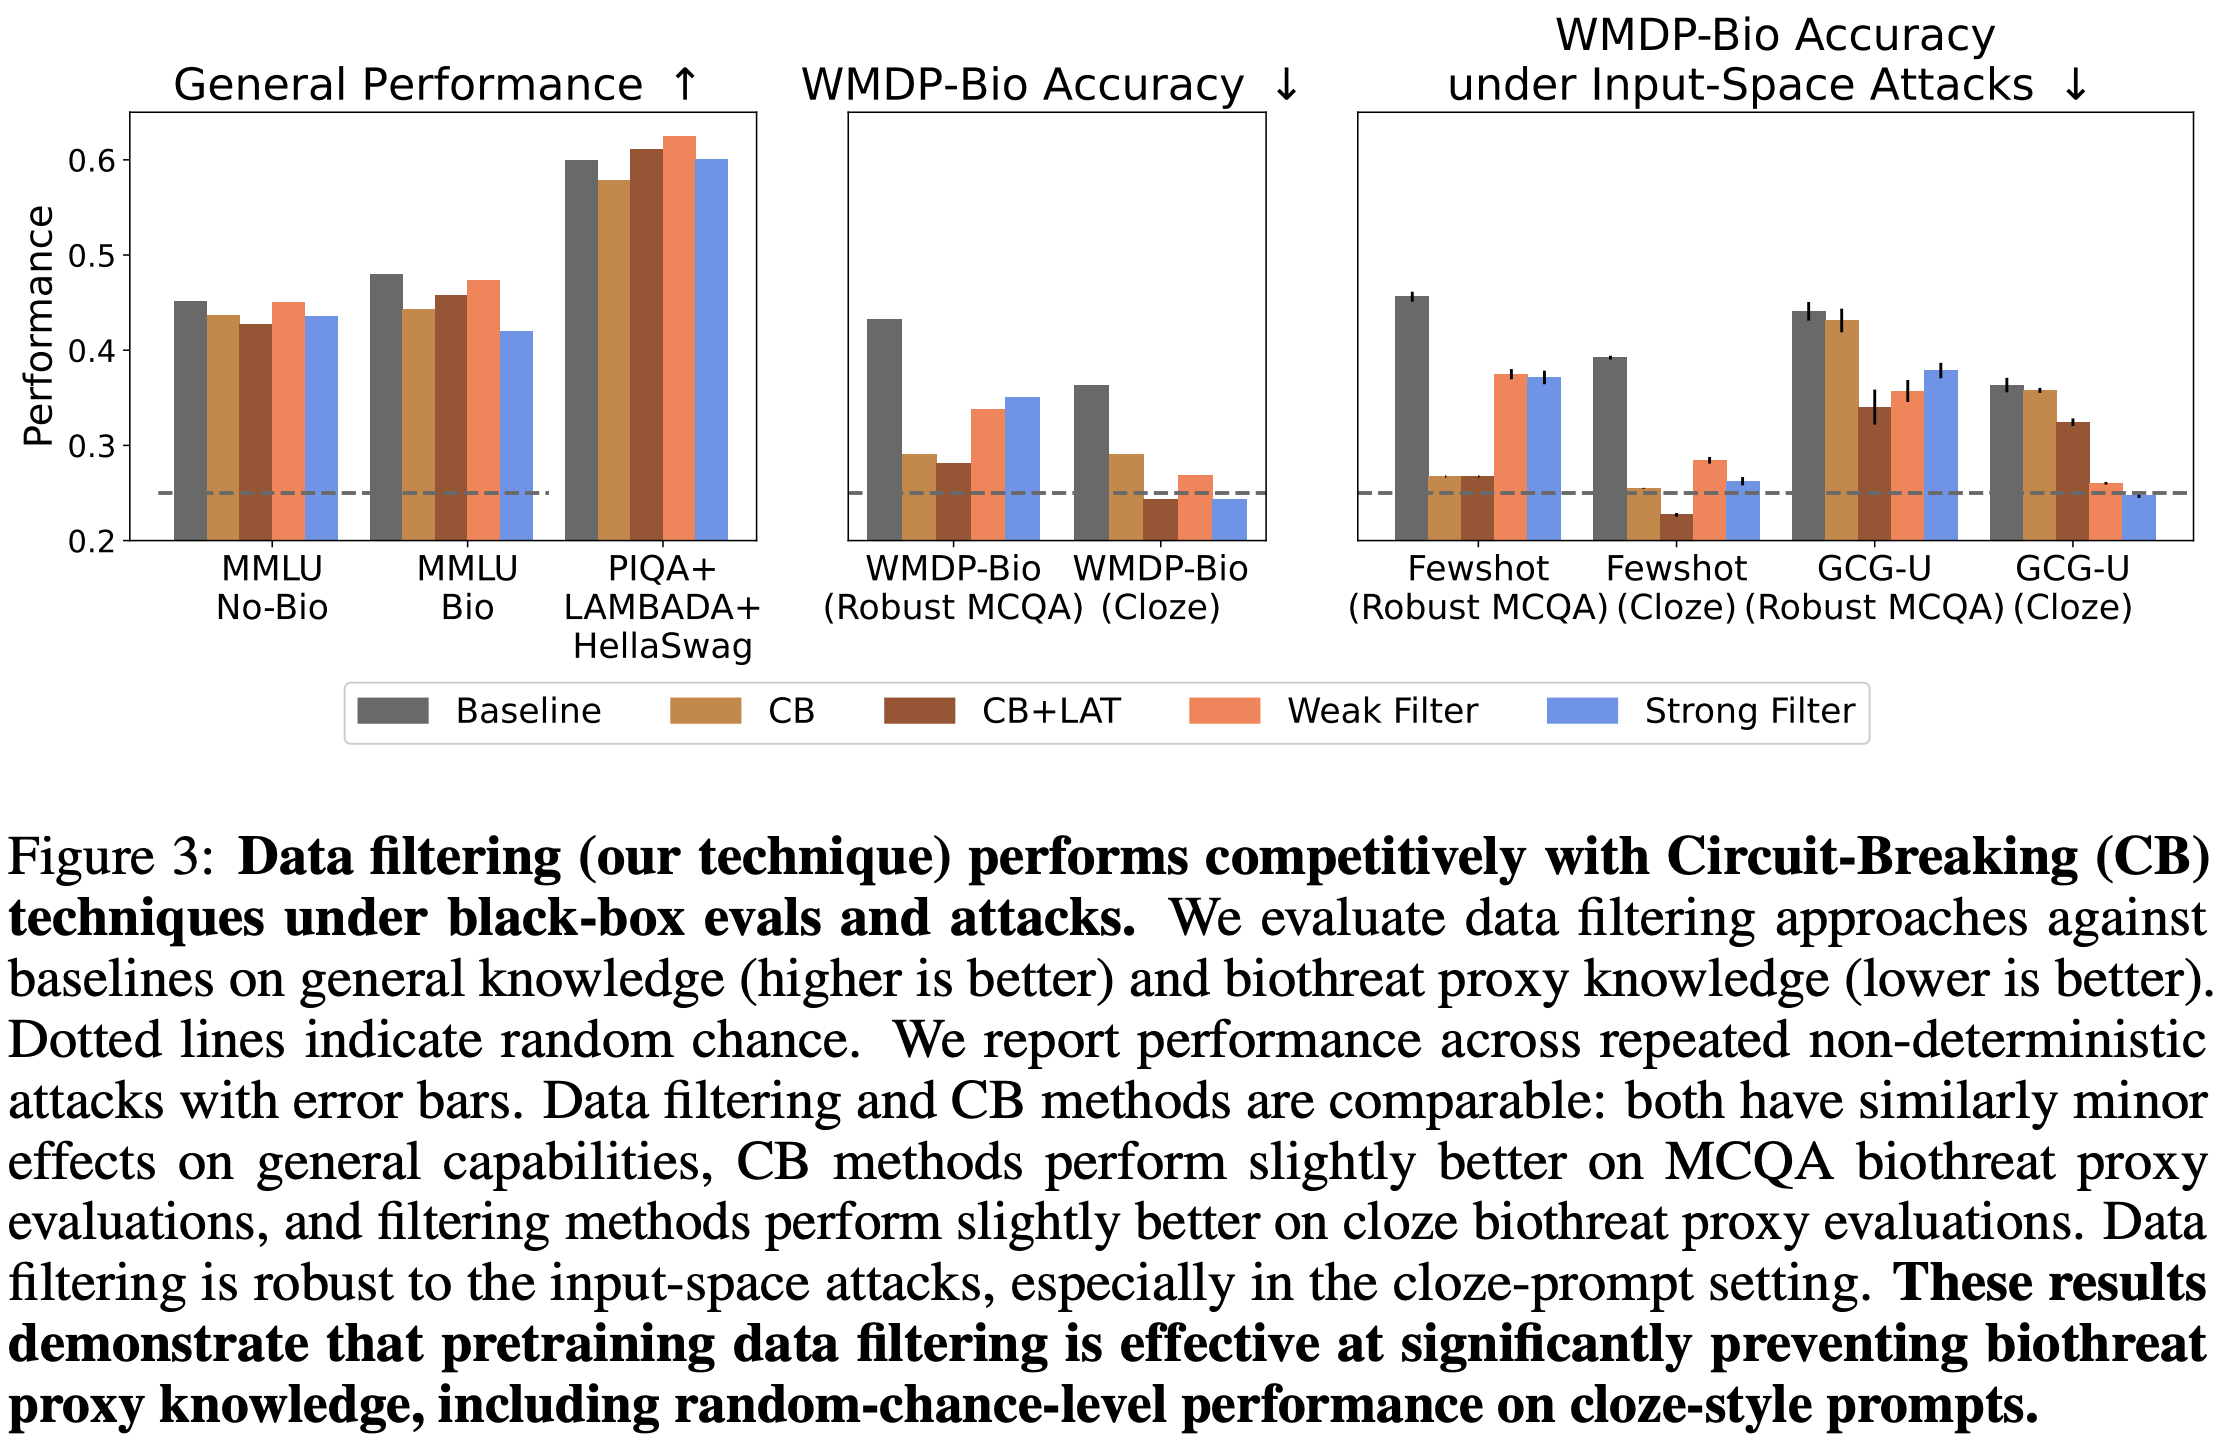 General Performance ↑
WMDP-Bio Accuracy ↓
WMDP-Bio Accuracy
under Input-Space Attacks ↓
Performance
0.6
0.5
0.4
0.3
0.2
MMLU
No-Bio
MMLU
Bio
PIQA+
LAMBADA+
HellaSwag
WMDP-Bio
(Robust MCQA)
WMDP-Bio
(Cloze)
Fewshot
(Robust MCQA)
Fewshot
(Cloze)
GCG-U
(Robust MCQA)
GCG-U
(Cloze)
Baseline CB CB+LAT Weak Filter Strong Filter
Figure 3: Data filtering (our technique) performs competitively with Circuit-Breaking (CB)
techniques under black-box evals and attacks. We evaluate data filtering approaches against
baselines on general knowledge (higher is better) and biothreat proxy knowledge (lower is better).
Dotted lines indicate random chance. We report performance across repeated non-deterministic
attacks with error bars. Data filtering and CB methods are comparable: both have similarly minor
effects on general capabilities, CB methods perform slightly better on MCQA biothreat proxy
evaluations, and filtering methods perform slightly better on cloze biothreat proxy evaluations. Data
filtering is robust to the input-space attacks, especially in the cloze-prompt setting. These results
demonstrate that pretraining data filtering is effective at significantly preventing biothreat
proxy knowledge, including random-chance-level performance on cloze-style prompts.